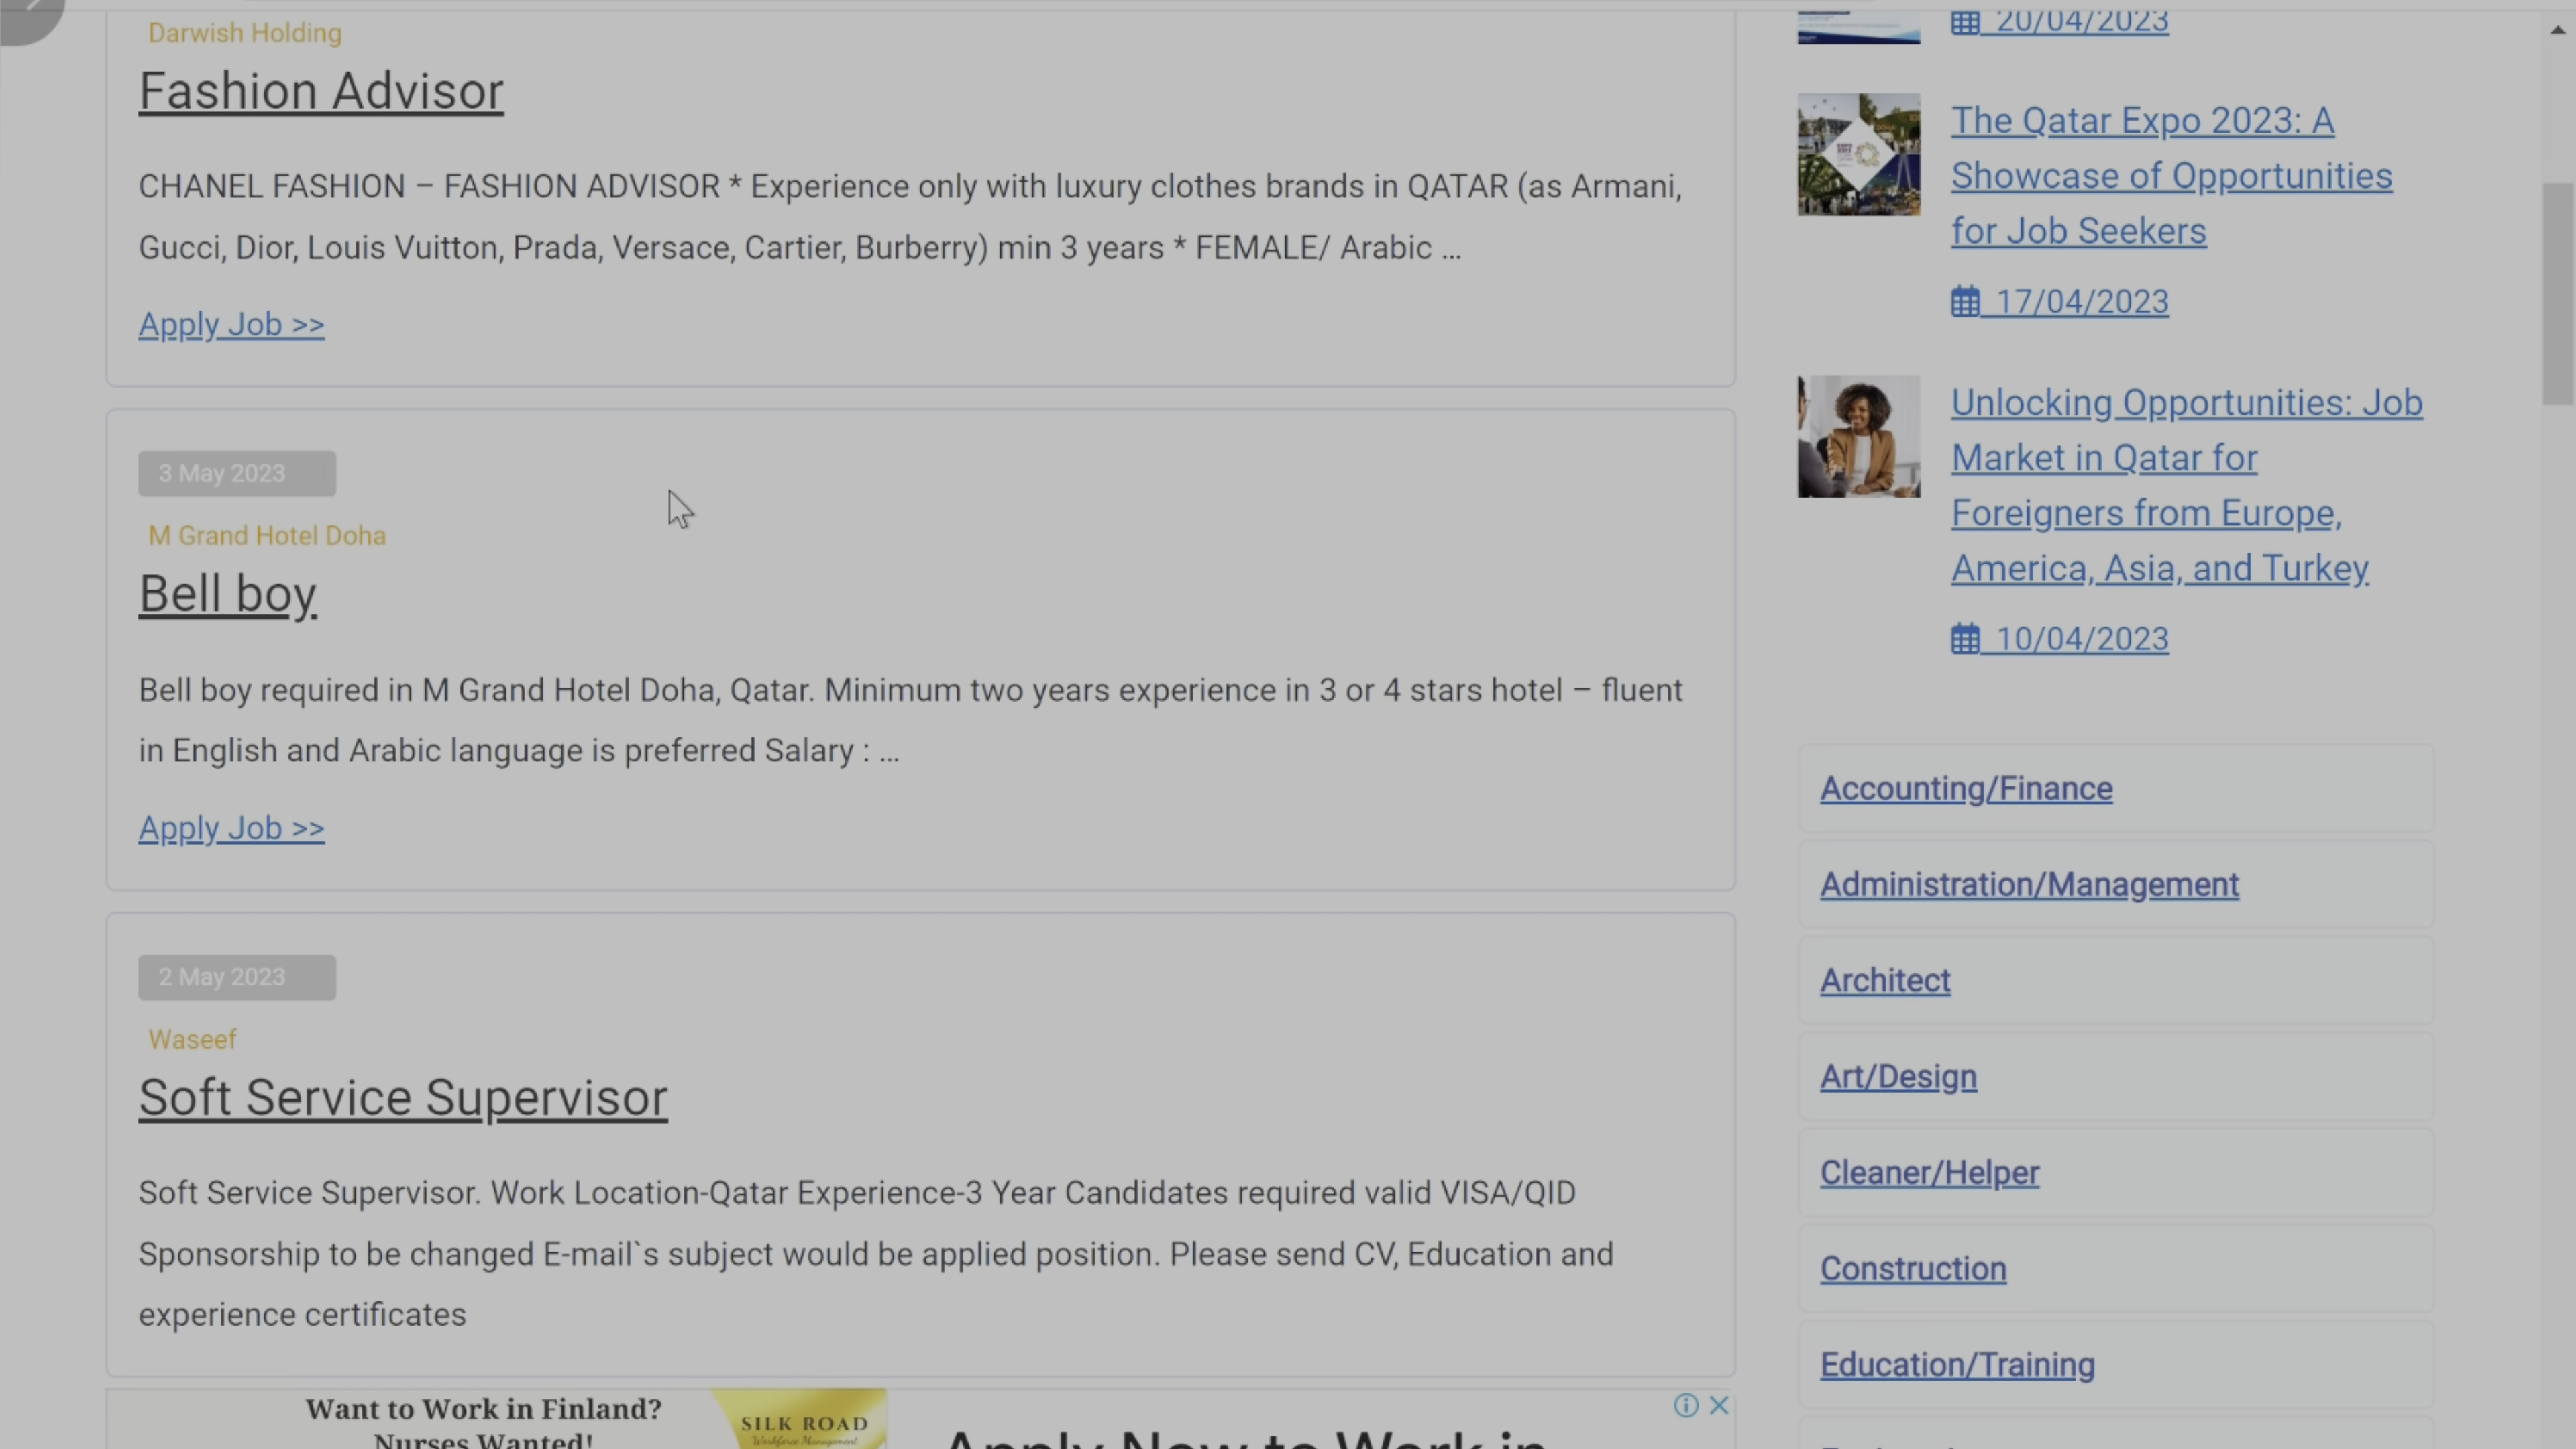 Darwish Holding
Fashion Advisor
CHANEL FASHION – FASHION ADVISOR * Experience only with luxury clothes brands in QATAR (as Armani,
Gucci, Dior, Louis Vuitton, Prada, Versace, Cartier, Burberry) min 3 years * FEMALE/ Arabic ...
Apply Job >>
3 May 2023
M Grand Hotel Doha
Bell boy
Bell boy required in M Grand Hotel Doha, Qatar. Minimum two years experience in 3 or 4 stars hotel – fluent
in English and Arabic language is preferred Salary : ...
Apply Job >>
2 May 2023
Waseef
Soft Service Supervisor
Soft Service Supervisor. Work Location-Qatar Experience-3 Year Candidates required valid VISA/QID
Sponsorship to be changed E-mail`s subject would be applied position. Please send CV, Education and
experience certificates
Want to Work in Finland?
Nurses Wanted!
SILK ROAD
Workforce Management
Apply Now to Work in
20/04/2023
The Qatar Expo 2023: A
Showcase of Opportunities
for Job Seekers
17/04/2023
Unlocking Opportunities: Job
Market in Qatar for
Foreigners from Europe,
America, Asia, and Turkey
10/04/2023
Accounting/Finance
Administration/Management
Architect
Art/Design
Cleaner/Helper
Construction
Education/Training